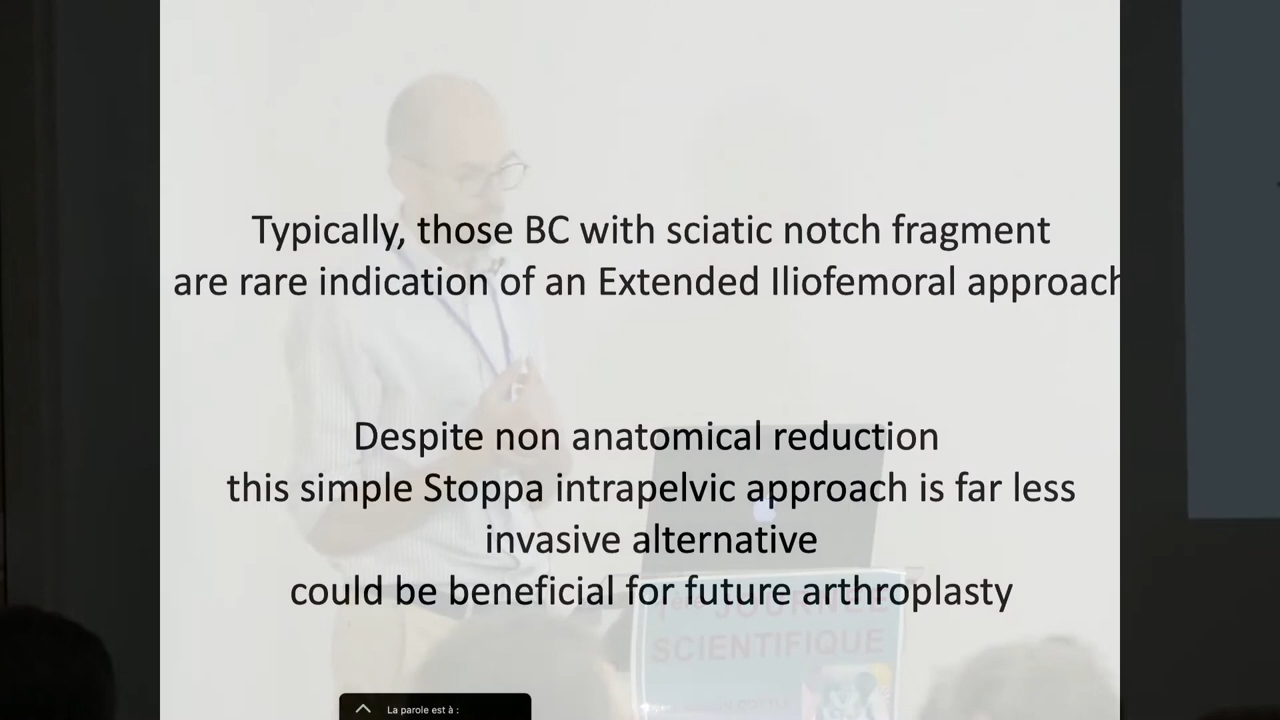 Typically, those BC with sciatic notch fragment
are rare indication of an Extended Iliofemoral approach
Despite non anatomical reduction
this simple Stoppa intrapelvic approach is far less
invasive alternative
could be beneficial for future arthroplasty
JOURNÉE
SCIENTIFIQUE
La parole est à :